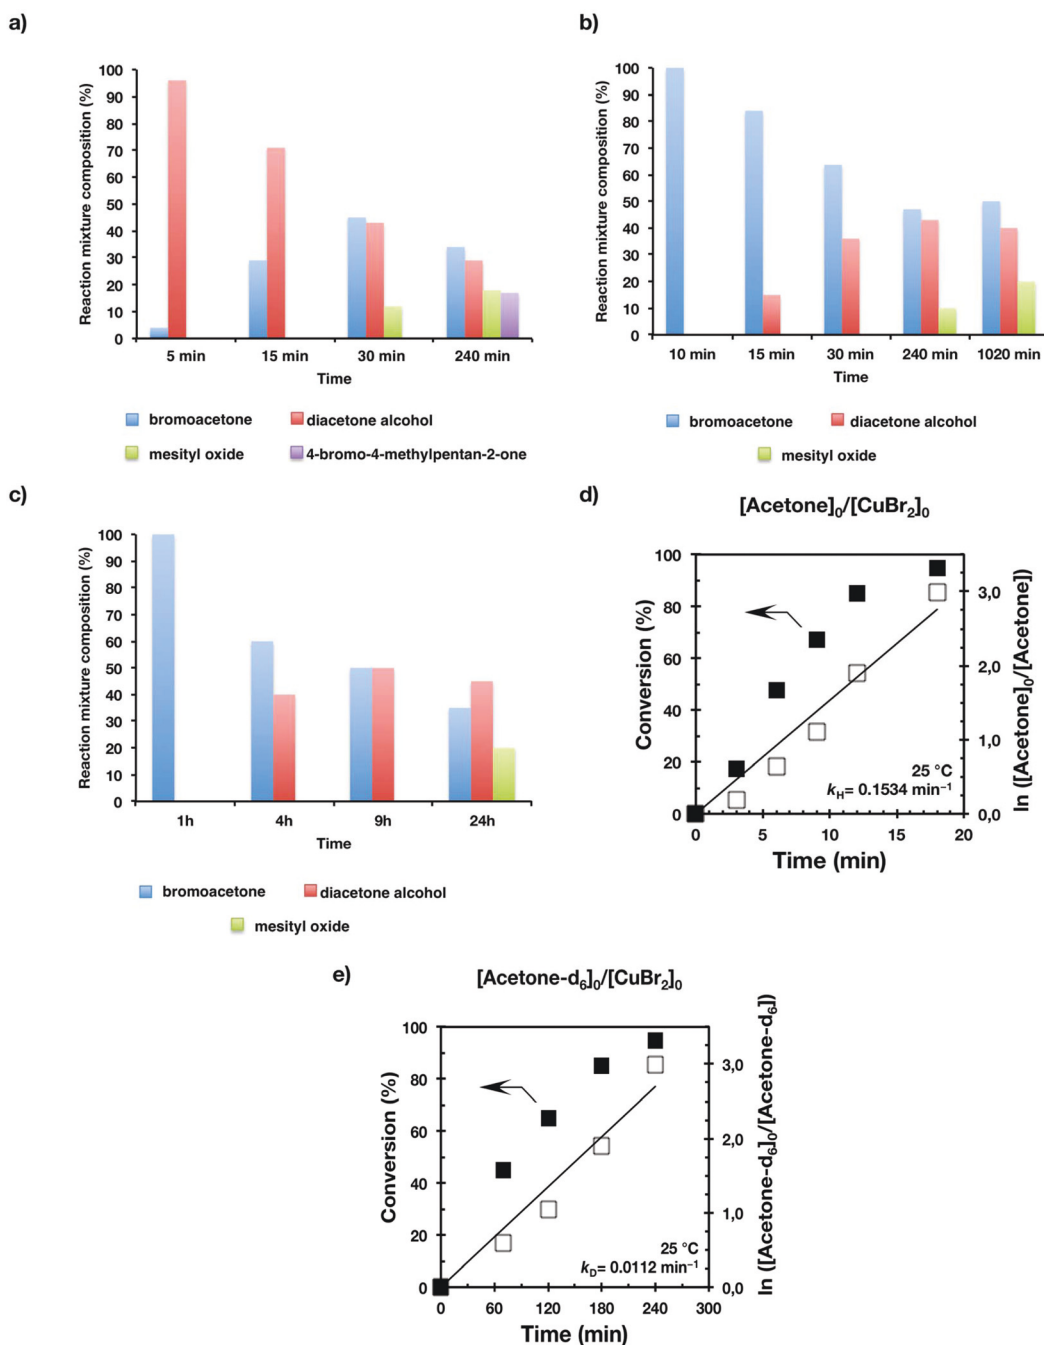 a)
Reaction mixture composition (%)
100
90
80
70
60
50
40
30
20
10
0
5 min 15 min 30 min 240 min
Time
bromoacetone diacetone alcohol
mesityl oxide 4-bromo-4-methylpentan-2-one
b)
Reaction mixture composition (%)
100
90
80
70
60
50
40
30
20
10
0
10 min 15 min 30 min 240 min 1020 min
Time
bromoacetone diacetone alcohol
mesityl oxide
c)
Reaction mixture composition (%)
100
90
80
70
60
50
40
30
20
10
0
1h 4h 9h 24h
Time
bromoacetone diacetone alcohol
mesityl oxide
d)
[Acetone]₀/[CuBr₂]₀
Conversion (%)
100
80
60
40
20
0
3,0
2,0
1,0
0,0
ln ([Acetone]₀/[Acetone])
25 °C
k_H= 0.1534 min⁻¹
0 5 10 15 20
Time (min)
e)
[Acetone-d₆]₀/[CuBr₂]₀
Conversion (%)
100
80
60
40
20
0
3,0
2,0
1,0
0,0
ln ([Acetone-d₆]₀/[Acetone-d₆])
25 °C
k_D= 0.0112 min⁻¹
0 60 120 180 240 300
Time (min)